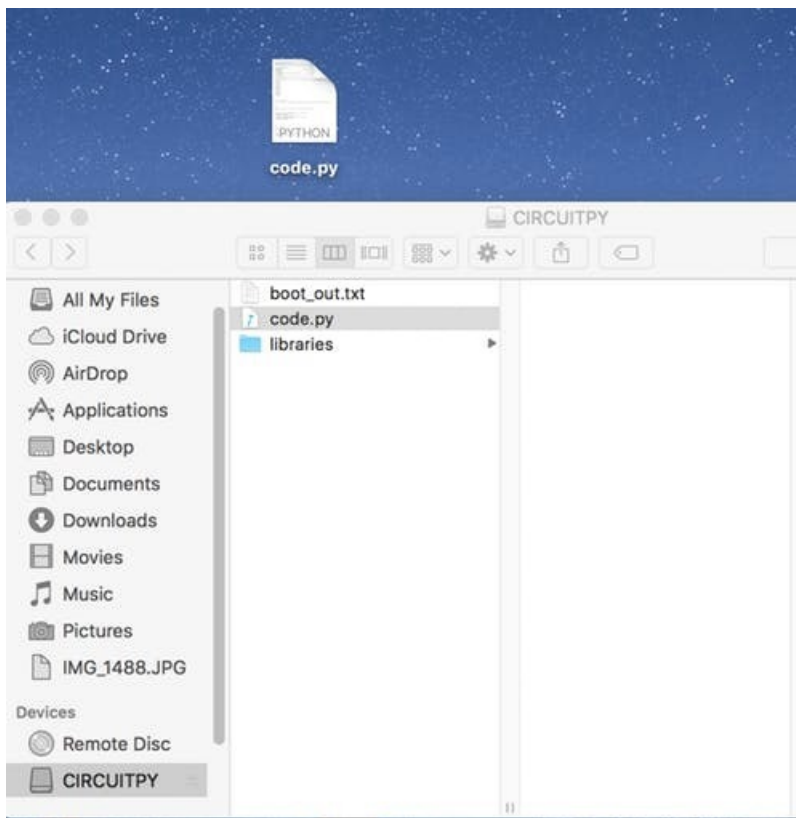 PYTHON
code.py
CIRCUITPY
All My Files
iCloud Drive
AirDrop
Applications
Desktop
Documents
Downloads
Movies
Music
Pictures
IMG_1488.JPG
Devices
Remote Disc
CIRCUITPY
boot_out.txt
code.py
libraries